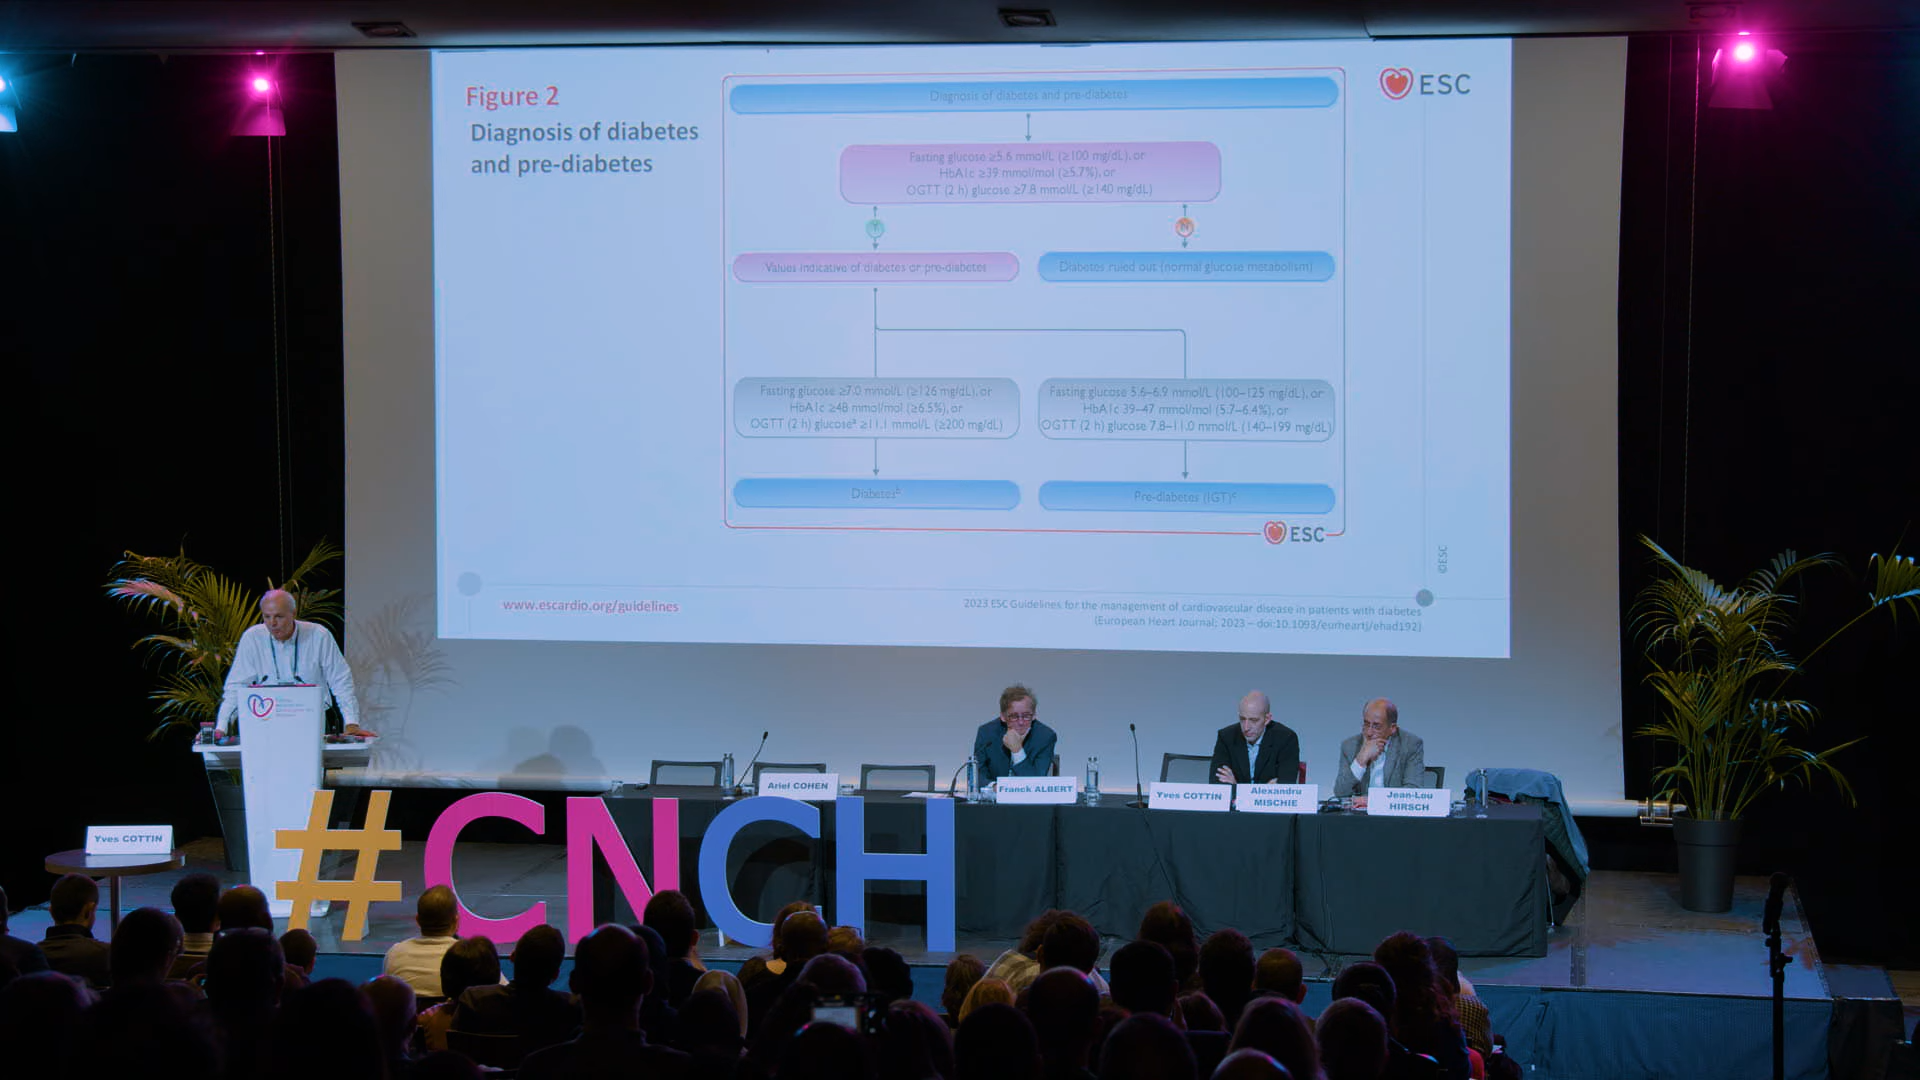 Figure 2
Diagnosis of diabetes
and pre-diabetes
ESC
Diagnosis of diabetes and pre-diabetes
Fasting glucose ≥5.6 mmol/L (≥100 mg/dL), or
HbA1c ≥39 mmol/mol (≥5.7%), or
OGTT (2 h) glucose ≥7.8 mmol/L (≥140 mg/dL)
Y
N
Values indicative of diabetes or pre-diabetes
Diabetes ruled out (normal glucose metabolism)
Fasting glucose ≥7.0 mmol/L (≥126 mg/dL), or
HbA1c ≥48 mmol/mol (≥6.5%), or
OGTT (2 h) glucoseᵃ ≥11.1 mmol/L (≥200 mg/dL)
Fasting glucose 5.6–6.9 mmol/L (100–125 mg/dL), or
HbA1c 39–47 mmol/mol (5.7–6.4%), or
OGTT (2 h) glucose 7.8–11.0 mmol/L (140–199 mg/dL)
Diabetesᵇ
Pre-diabetes (IGT)ᶜ
ESC
©ESC
www.escardio.org/guidelines
2023 ESC Guidelines for the management of cardiovascular disease in patients with diabetes
(European Heart Journal; 2023 – doi:10.1093/eurheartj/ehad192)
Ariel COHEN
Franck ALBERT
Yves COTTIN
Alexandru
MISCHIE
Jean-Lou
HIRSCH
Yves COTTIN
#CNCH